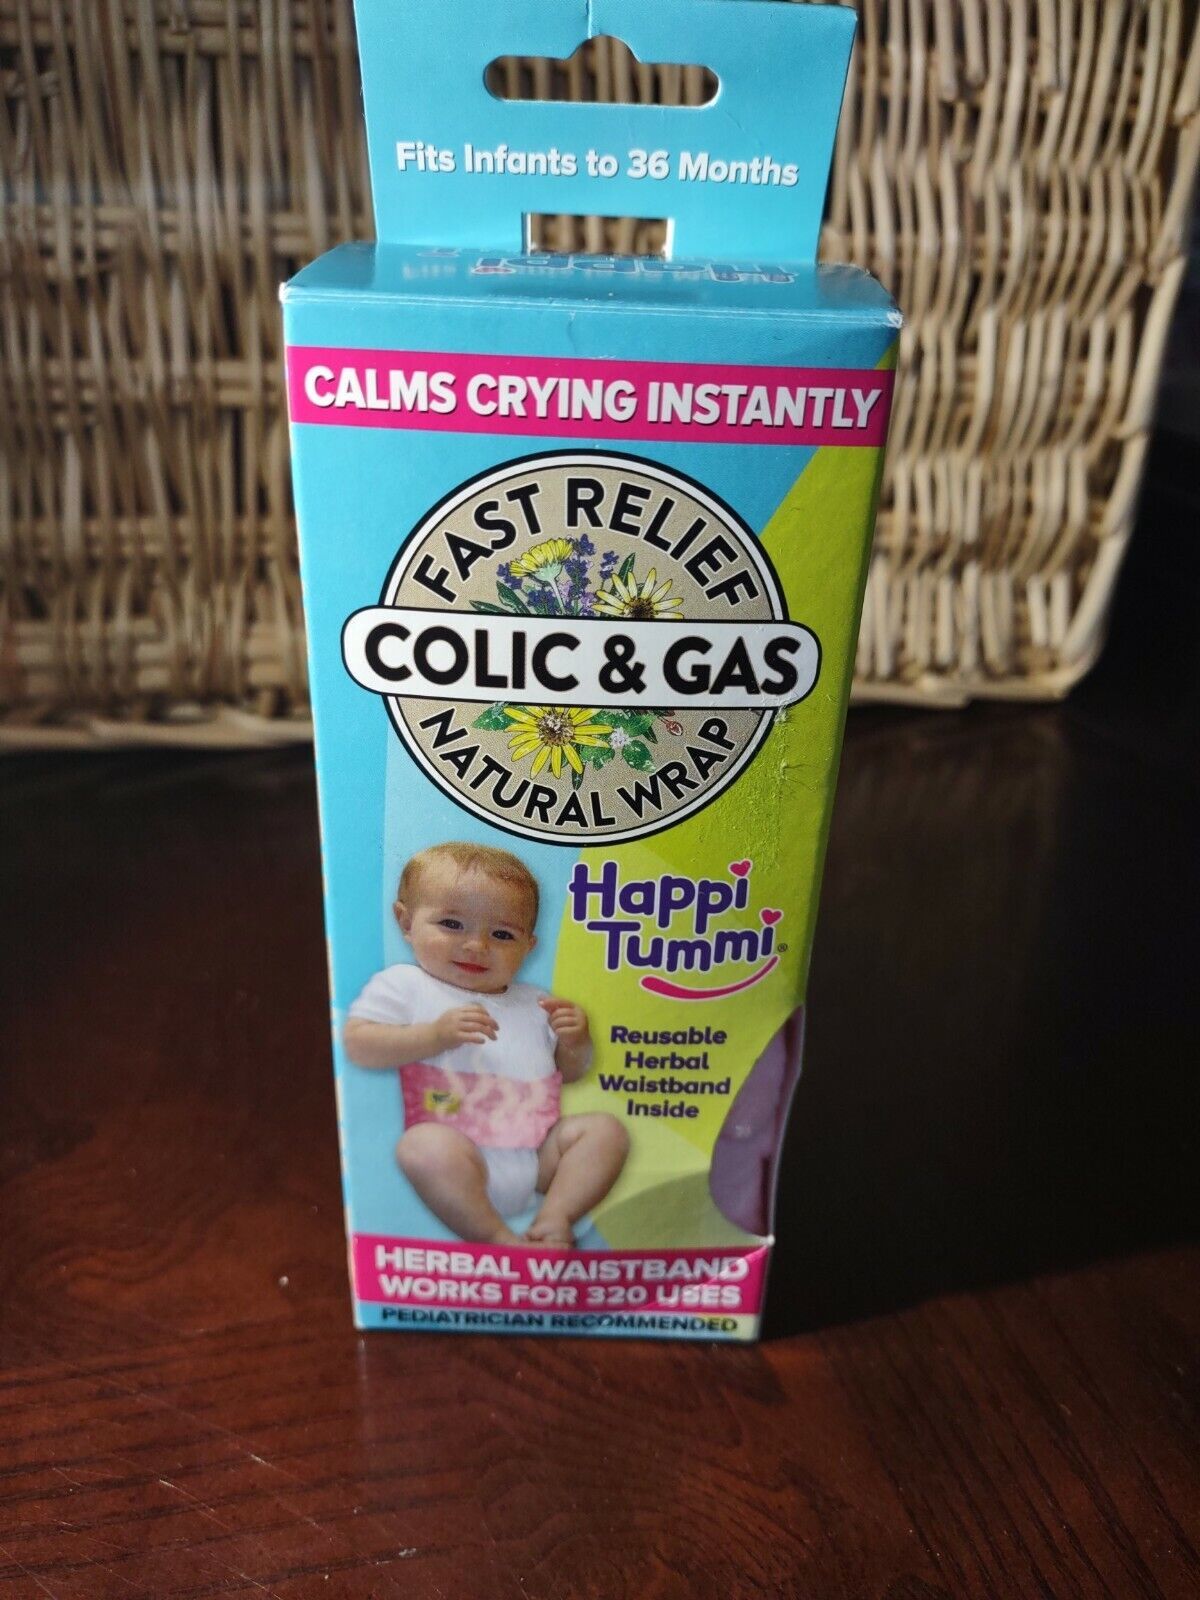 Fits Infants to 36 Months
CALMS CRYING INSTANTLY
FAST RELIEF
COLIC & GAS
NATURAL WRAP
Happi
Tummi®
Reusable
Herbal
Waistband
Inside
HERBAL WAISTBAND
WORKS FOR 320 USES
PEDIATRICIAN RECOMMENDED